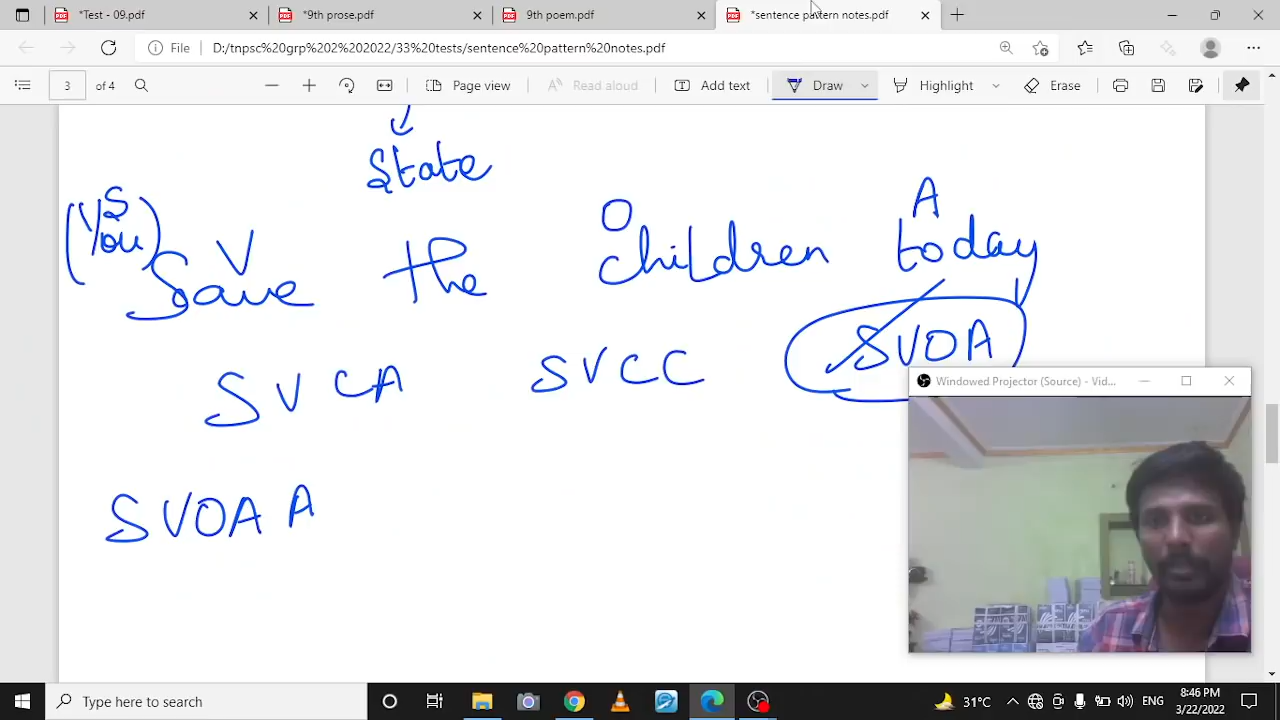 *Test - 09.pdf
*9th prose.pdf
9th poem.pdf
*sentence pattern notes.pdf
File
D:/tnpsc%20grp%202%202022/33%20tests/sentence%20pattern%20notes.pdf
3 of 4
Page view
Read aloud
Add text
Draw
Highlight
Erase
State
S V O A
(You) Save the children today
SVCA SVCC SVOA
SVOAA
Windowed Projector (Source) - Vid...
Type here to search
31°C
ENG
8:46 PM
3/22/2022